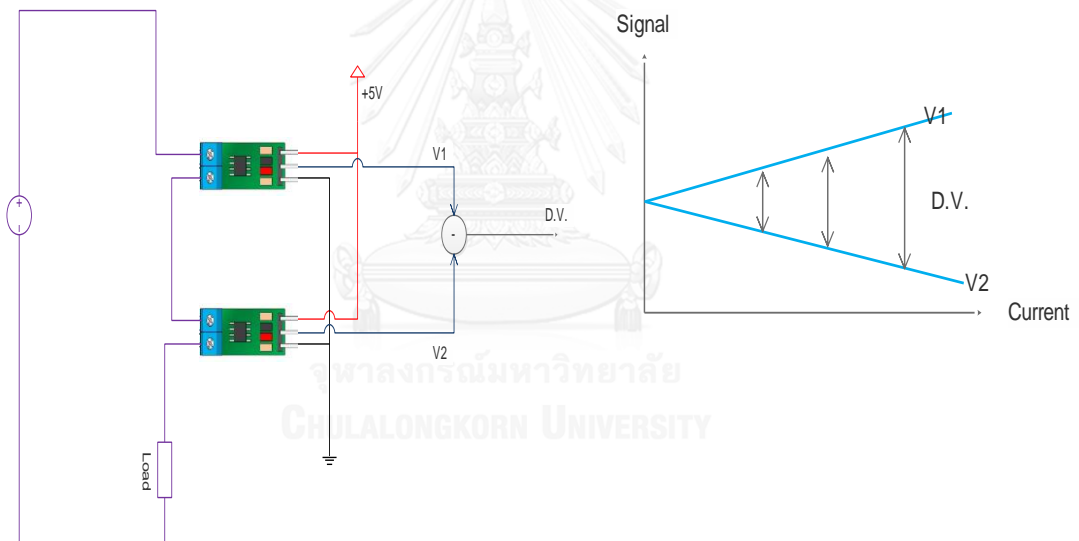 Signal
+5V
V1
V1
D.V.
D.V.
V2
Current
V2
Load
+
-
-
จุฬาลงกรณ์มหาวิทยาลัย
CHULALONGKORN UNIVERSITY